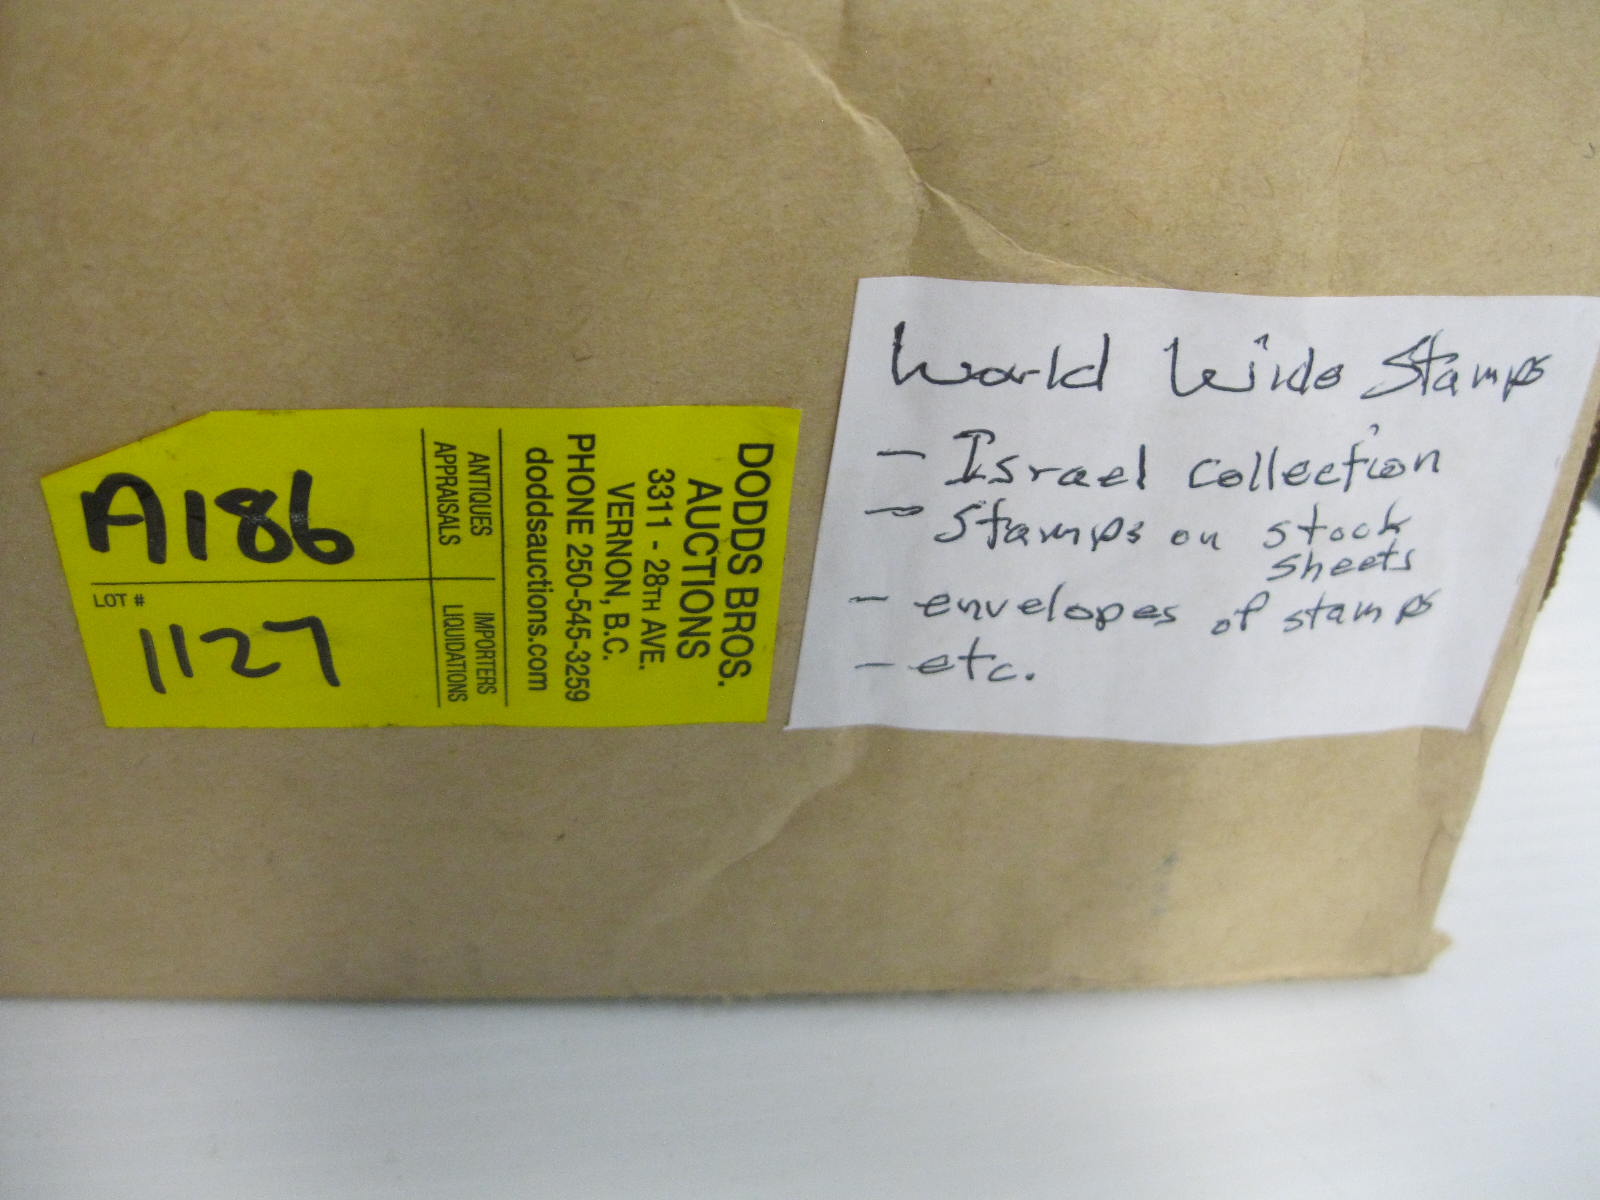 A186
LOT #
1127
ANTIQUES
APPRAISALS
IMPORTERS
LIQUIDATIONS
DODDS BROS.
AUCTIONS
3311 - 28TH AVE.
VERNON, B.C.
PHONE 250-545-3259
doddsauctions.com
World Wide Stamps
- Israel collection
- Stamps on stock
sheets
- envelopes of stamps
- etc.